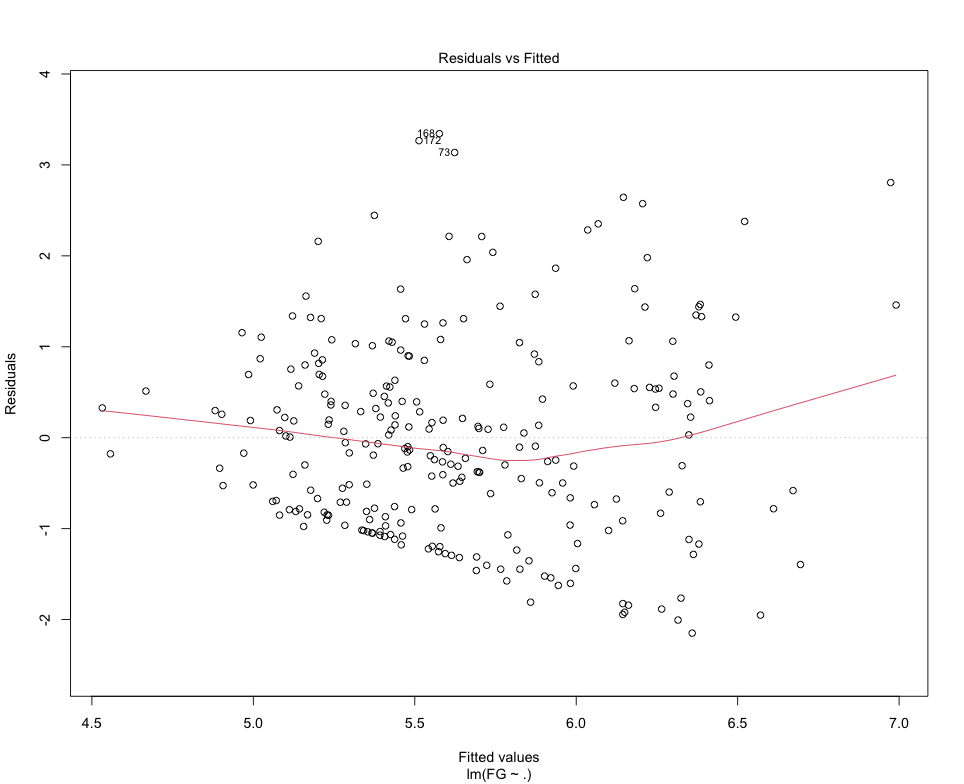 Residuals vs Fitted
4
3
2
1
0
-1
-2
Residuals
168
172
73
4.5 5.0 5.5 6.0 6.5 7.0
Fitted values
lm(FG ~ .)